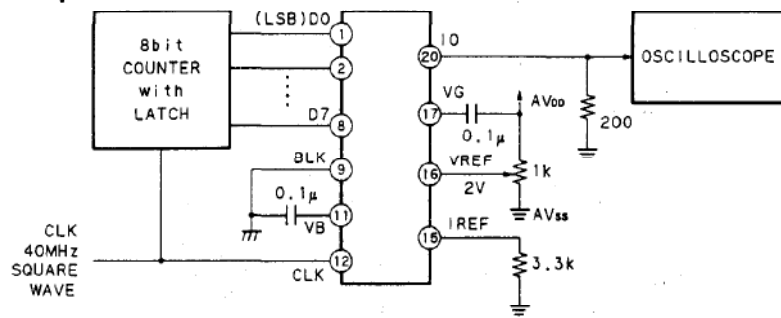 8bit
COUNTER
with
LATCH
(LSB)D0
1
2
D7
8
BLK
9
0.1μ
11
VB
CLK
40MHz
SQUARE
WAVE
12
CLK
IO
20
OSCILLOSCOPE
200
VG
17
0.1μ
AVDD
VREF
16
2V
1k
AVss
IREF
15
3.3k